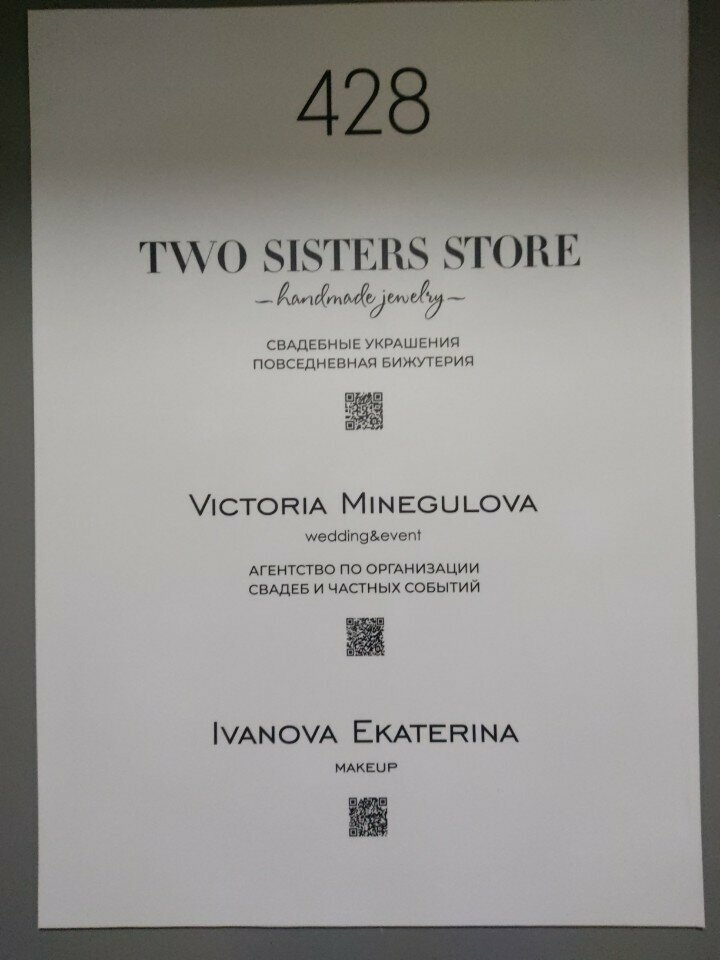 428
TWO SISTERS STORE
—handmade jewelry—
СВАДЕБНЫЕ УКРАШЕНИЯ
ПОВСЕДНЕВНАЯ БИЖУТЕРИЯ
VICTORIA MINEGULOVA
wedding&event
АГЕНТСТВО ПО ОРГАНИЗАЦИИ
СВАДЕБ И ЧАСТНЫХ СОБЫТИЙ
IVANOVA EKATERINA
MAKEUP